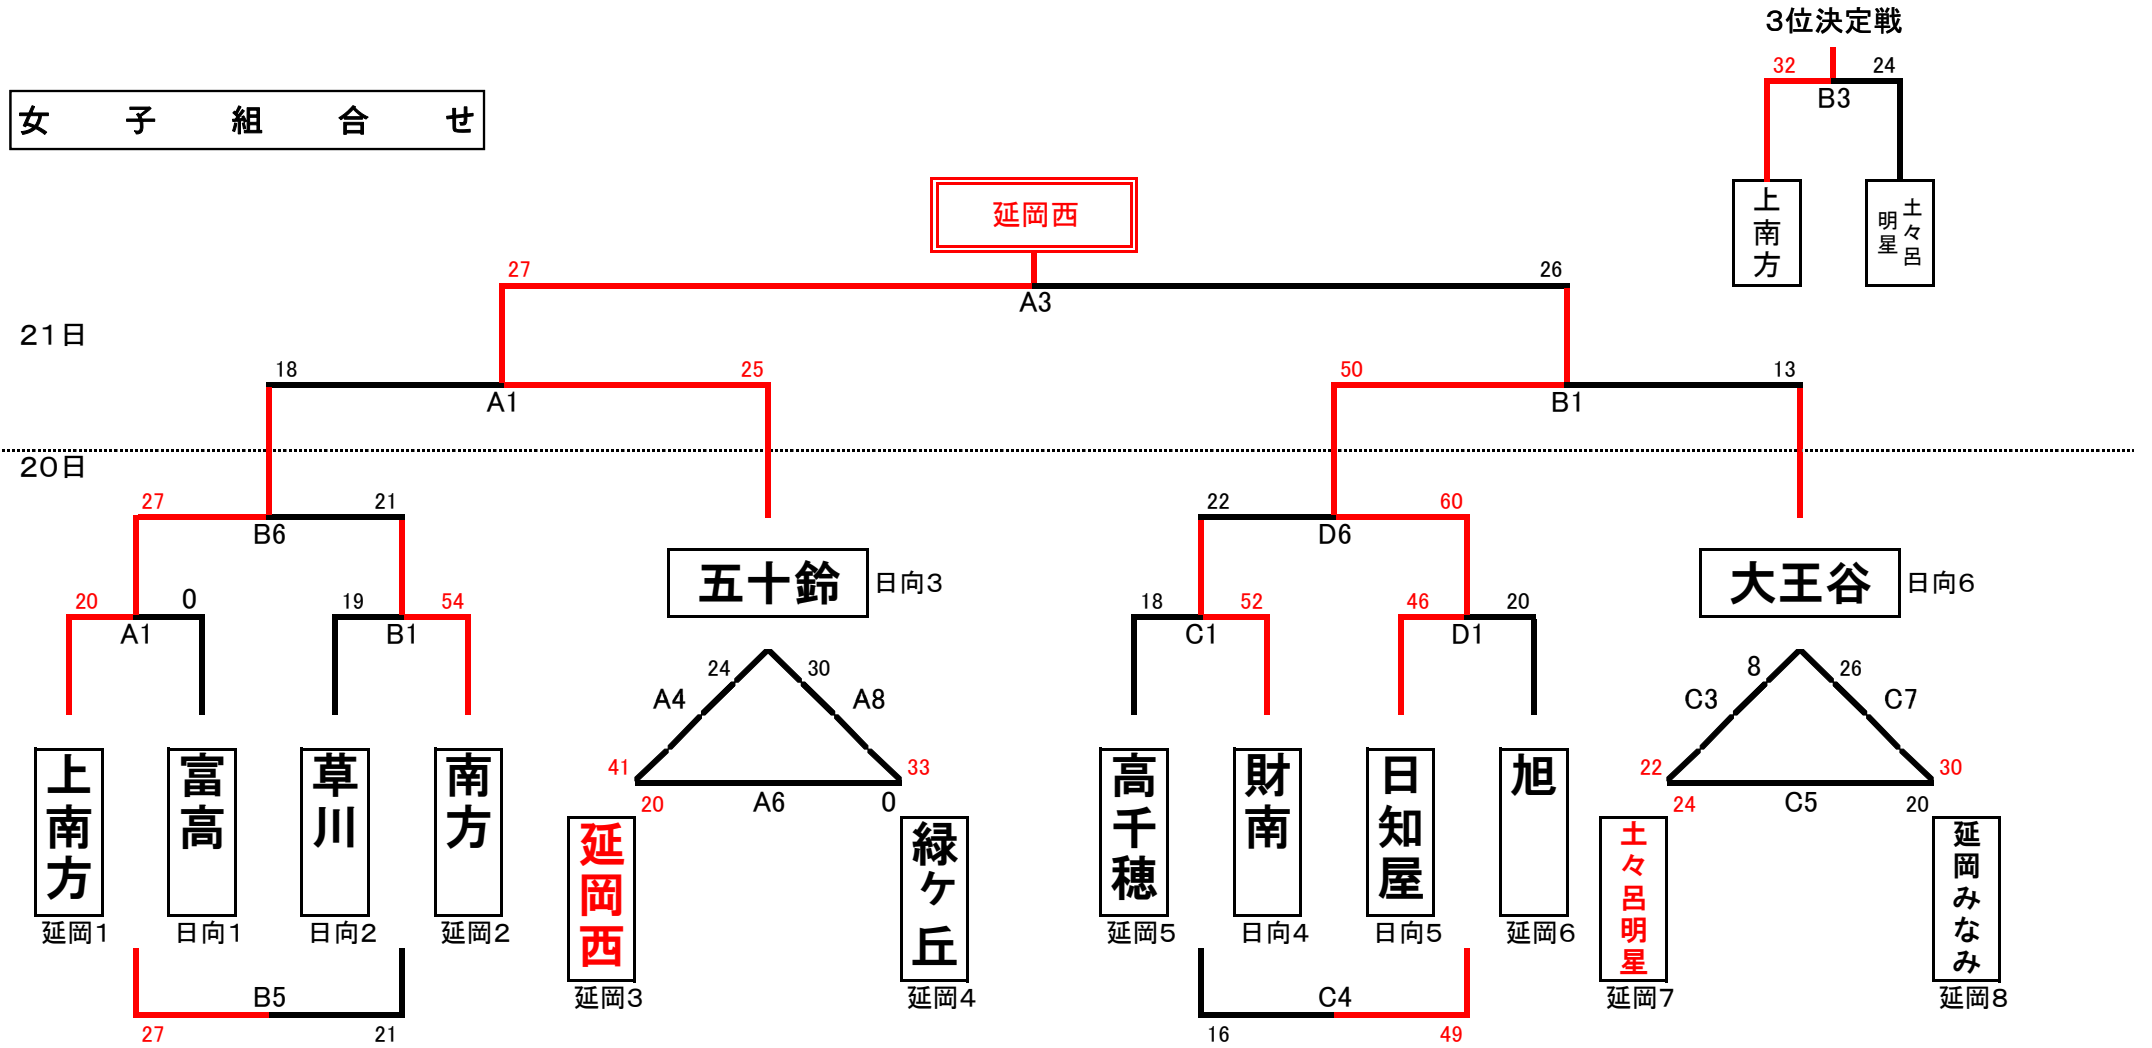 3位決定戦
32 24
B3
上南方
土々呂明星
女子組合せ
延岡西
27 26
A3
21日
18 25
A1
50 13
B1
20日
27 21
B6
22 60
D6
五十鈴 日向3
大王谷 日向6
20 0
A1
19 54
B1
18 52
C1
46 20
D1
24 30
A4 A8
41 33
A6
20 0
8 26
C3 C7
22 30
C5
24 20
上南方
富高
草川
南方
延岡西
緑ケ丘
高千穂
財南
日知屋
旭
土々呂明星
延岡みなみ
延岡1 日向1 日向2 延岡2
延岡5 日向4 日向5 延岡6
延岡3 延岡4
延岡7 延岡8
B5
27 21
C4
16 49